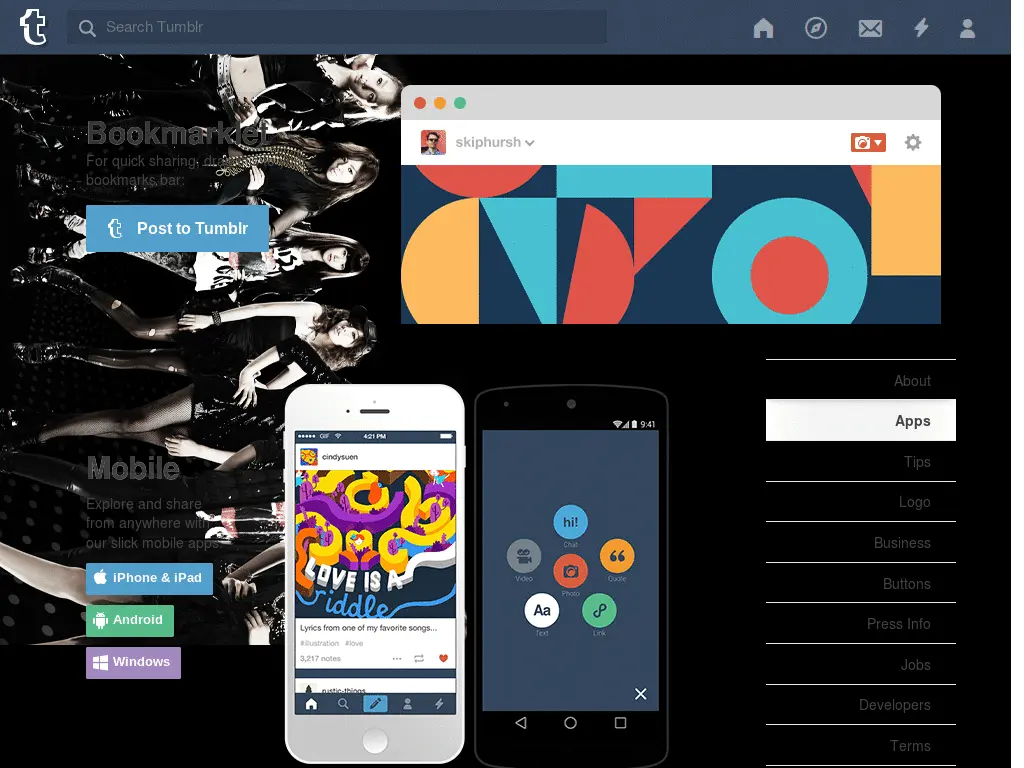 Search Tumblr
Bookmarklet
For quick sharing, drag
bookmarks bar:
Post to Tumblr
skiphursh
About
Apps
Tips
Logo
Business
Buttons
Press Info
Jobs
Developers
Terms
Mobile
Explore and share
from anywhere with
our slick mobile apps.
iPhone & iPad
Android
Windows
GIF
4:21 PM
cindysuen
LOVE IS A
riddle
Lyrics from one of my favorite songs...
#illustration #love
3,217 notes
rustic-things
9:41
hi!
Chat
Video
Quote
Photo
Aa
Text
Link